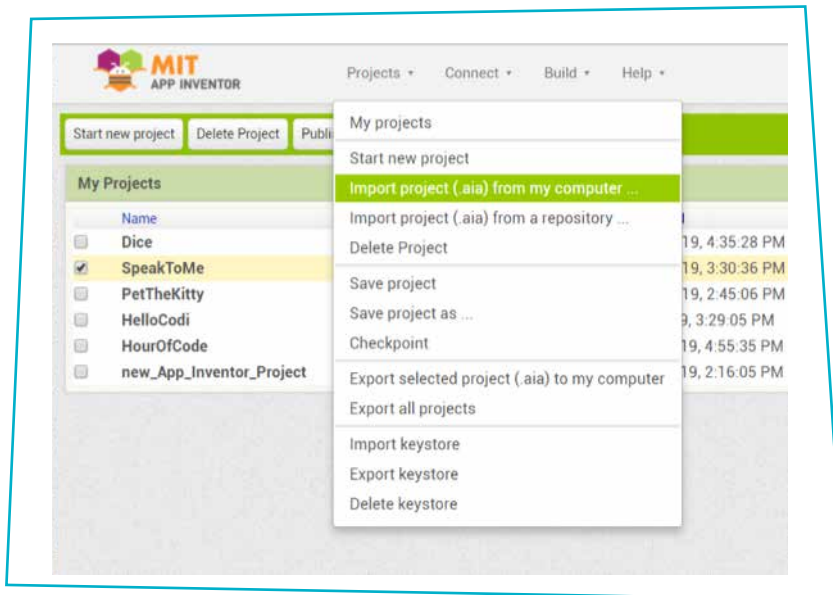 MIT
APP INVENTOR
Projects Connect Build Help
Start new project Delete Project
My projects
Start new project
Import project (.aia) from my computer ...
Import project (.aia) from a repository ...
Delete Project
Save project
Save project as ...
Checkpoint
Export selected project (.aia) to my computer
Export all projects
Import keystore
Export keystore
Delete keystore
My Projects
Name
Dice 19, 4:35:28 PM
SpeakToMe 19, 3:30:36 PM
PetTheKitty 19, 2:45:06 PM
HelloCodi 9, 3:29:05 PM
HourOfCode 19, 4:55:35 PM
new_App_Inventor_Project 19, 2:16:05 PM